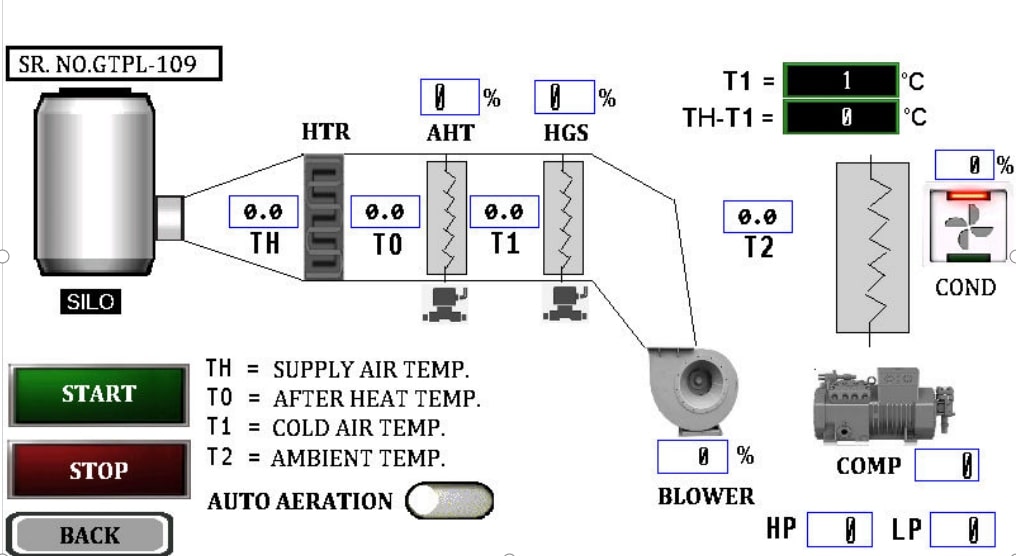 SR. NO.GTPL-109
T1 = 1 °C
TH-T1 = 0 °C
0 %
0 %
HTR
AHT
HGS
0 %
0.0
TH
0.0
T0
0.0
T1
0.0
T2
COND
SILO
START
STOP
BACK
TH = SUPPLY AIR TEMP.
T0 = AFTER HEAT TEMP.
T1 = COLD AIR TEMP.
T2 = AMBIENT TEMP.
AUTO AERATION
0 %
BLOWER
COMP 0
HP 0 LP 0